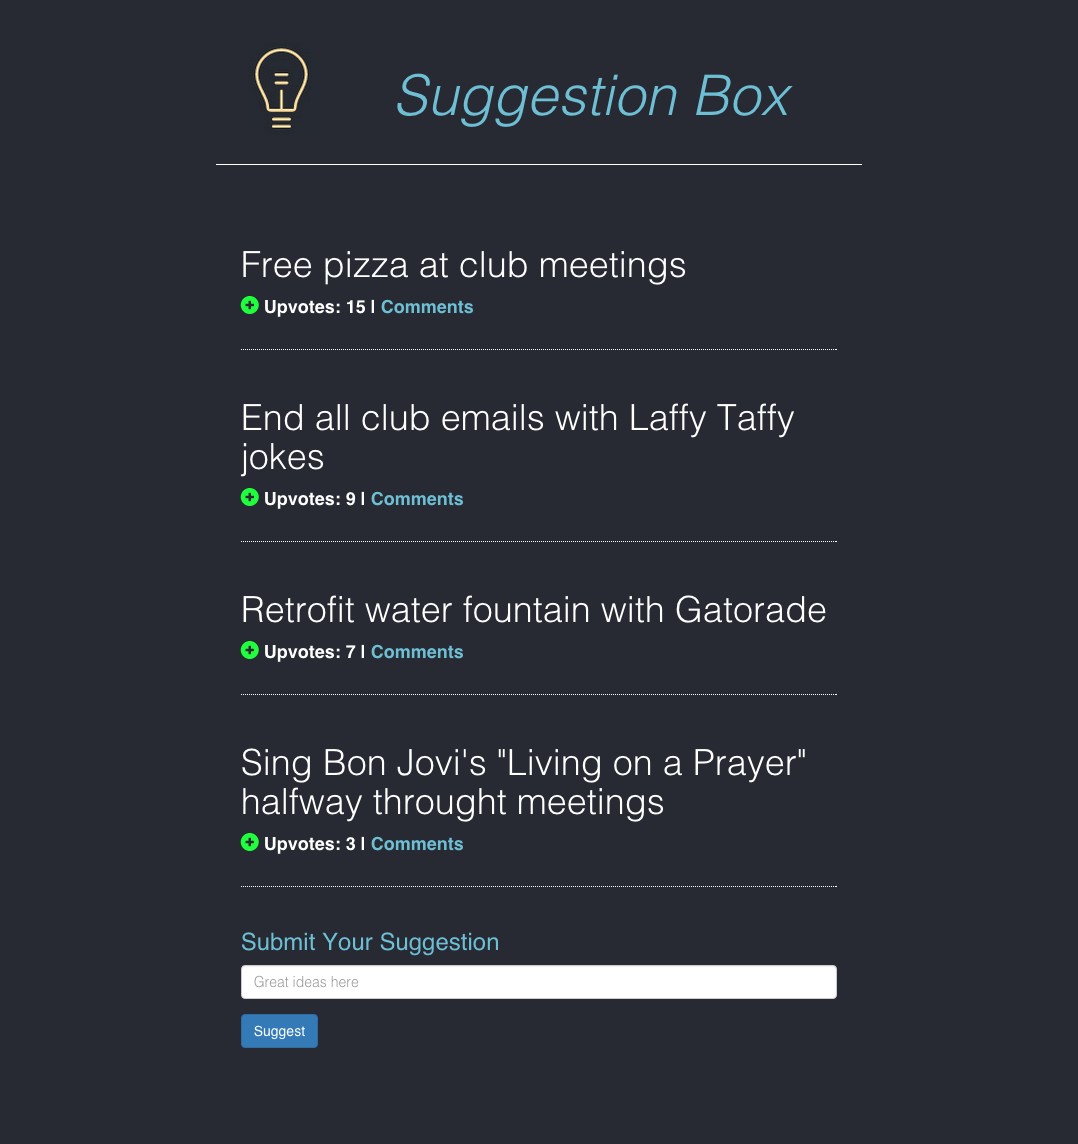 Suggestion Box
Free pizza at club meetings
Upvotes: 15 | Comments
End all club emails with Laffy Taffy
jokes
Upvotes: 9 | Comments
Retrofit water fountain with Gatorade
Upvotes: 7 | Comments
Sing Bon Jovi's "Living on a Prayer"
halfway throught meetings
Upvotes: 3 | Comments
Submit Your Suggestion
Great ideas here
Suggest